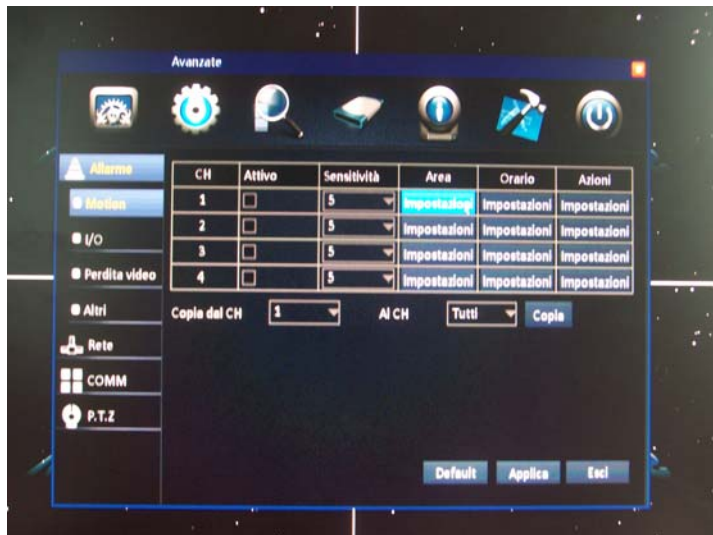 Avanzate
Allarme
Motion
I/O
Perdita video
Altri
Rete
COMM
P.T.Z
CH Attivo Sensitività Area Orario Azioni
1 5 Impostazioni Impostazioni Impostazioni
2 5 Impostazioni Impostazioni Impostazioni
3 5 Impostazioni Impostazioni Impostazioni
4 5 Impostazioni Impostazioni Impostazioni
Copia dal CH 1 Al CH Tutti Copia
Default Applica Esci